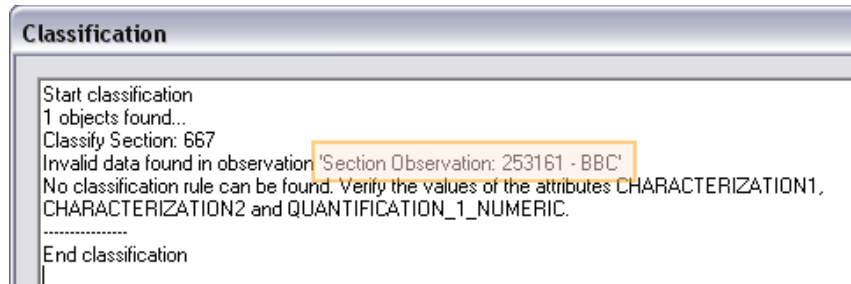 Classification
Start classification
1 objects found...
Classify Section: 667
Invalid data found in observation 'Section Observation: 253161 - BBC'
No classification rule can be found. Verify the values of the attributes CHARACTERIZATION1,
CHARACTERIZATION2 and QUANTIFICATION_1_NUMERIC.
----------------
End classification